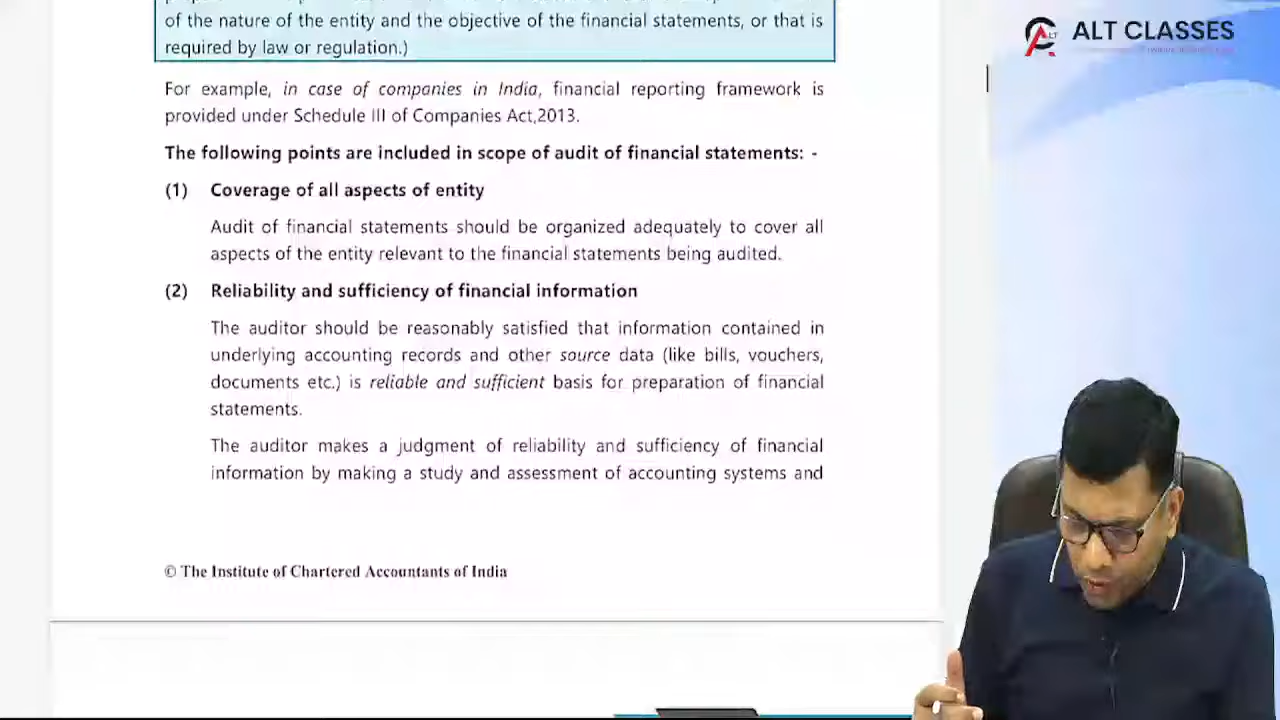 of the nature of the entity and the objective of the financial statements, or that is
required by law or regulation.)
ALT CLASSES
For example, in case of companies in India, financial reporting framework is
provided under Schedule III of Companies Act,2013.
The following points are included in scope of audit of financial statements: -
(1) Coverage of all aspects of entity
Audit of financial statements should be organized adequately to cover all
aspects of the entity relevant to the financial statements being audited.
(2) Reliability and sufficiency of financial information
The auditor should be reasonably satisfied that information contained in
underlying accounting records and other source data (like bills, vouchers,
documents etc.) is reliable and sufficient basis for preparation of financial
statements.
The auditor makes a judgment of reliability and sufficiency of financial
information by making a study and assessment of accounting systems and
© The Institute of Chartered Accountants of India